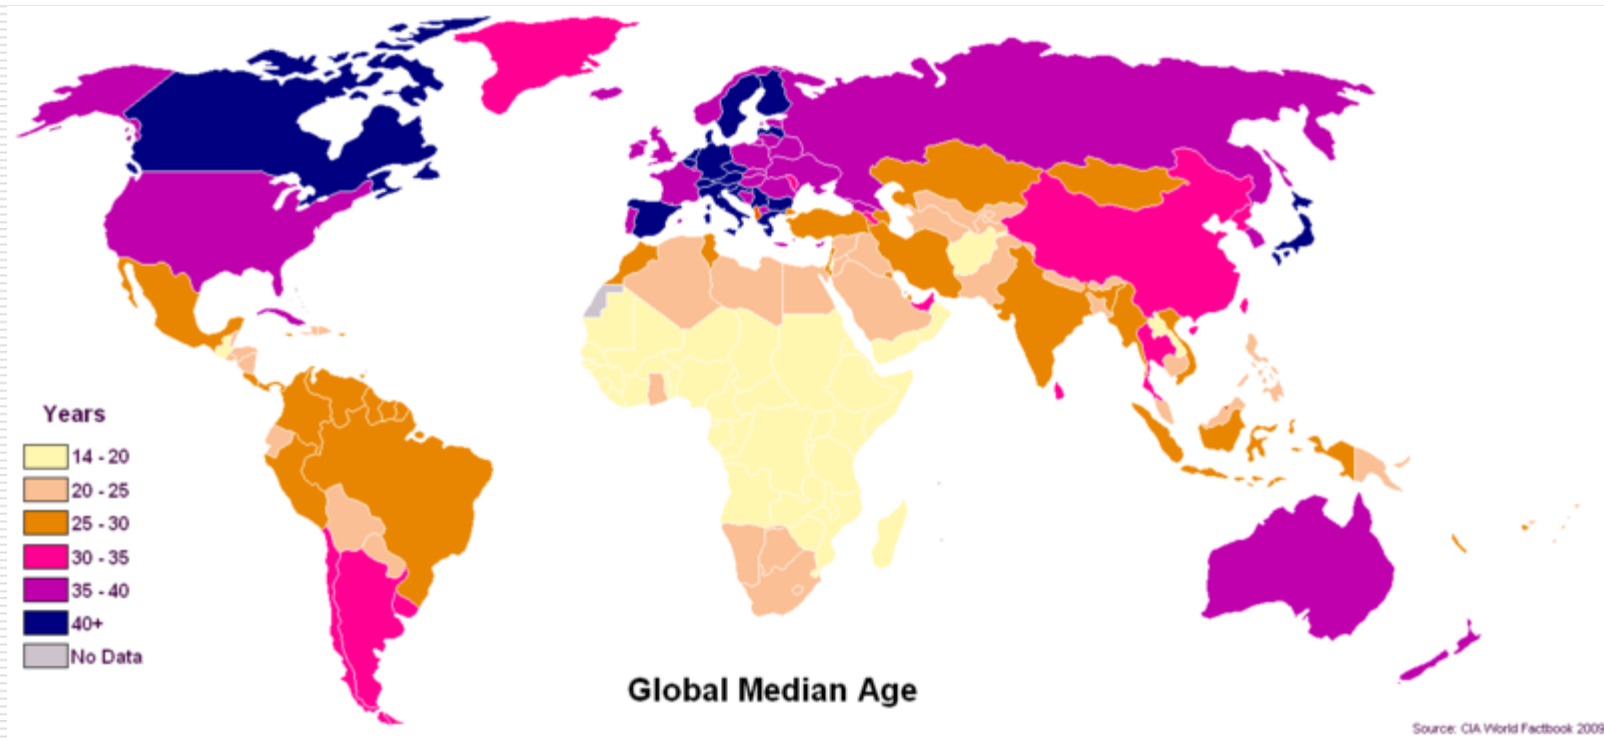 Years
14 - 20
20 - 25
25 - 30
30 - 35
35 - 40
40+
No Data
Global Median Age
Source: CIA World Factbook 2009